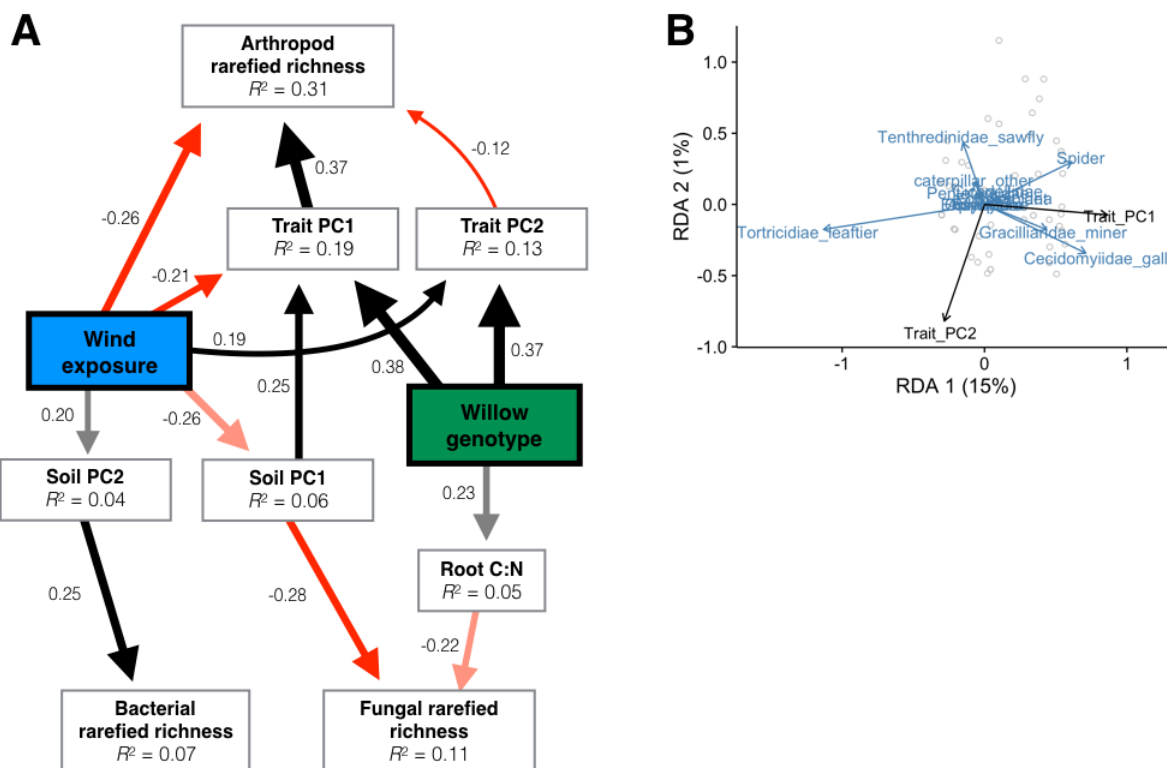 A
Arthropod
rarefied richness
R² = 0.31
-0.26
0.37
-0.12
Trait PC1
R² = 0.19
Trait PC2
R² = 0.13
-0.21
Wind
exposure
0.19
0.25
0.38
0.37
Willow
genotype
0.20
-0.26
Soil PC2
R² = 0.04
Soil PC1
R² = 0.06
0.23
Root C:N
R² = 0.05
0.25
-0.28
-0.22
Bacterial
rarefied richness
R² = 0.07
Fungal rarefied
richness
R² = 0.11
B
RDA 2 (1%)
1.0
0.5
0.0
-0.5
-1.0
Tenthredinidae_sawfly
Spider
caterpillar_other
Trait_PC1
Tortricidiae_leaftier
Gracilliaridae_miner
Cecidomyiidae_gall
Trait_PC2
-1
0
1
RDA 1 (15%)